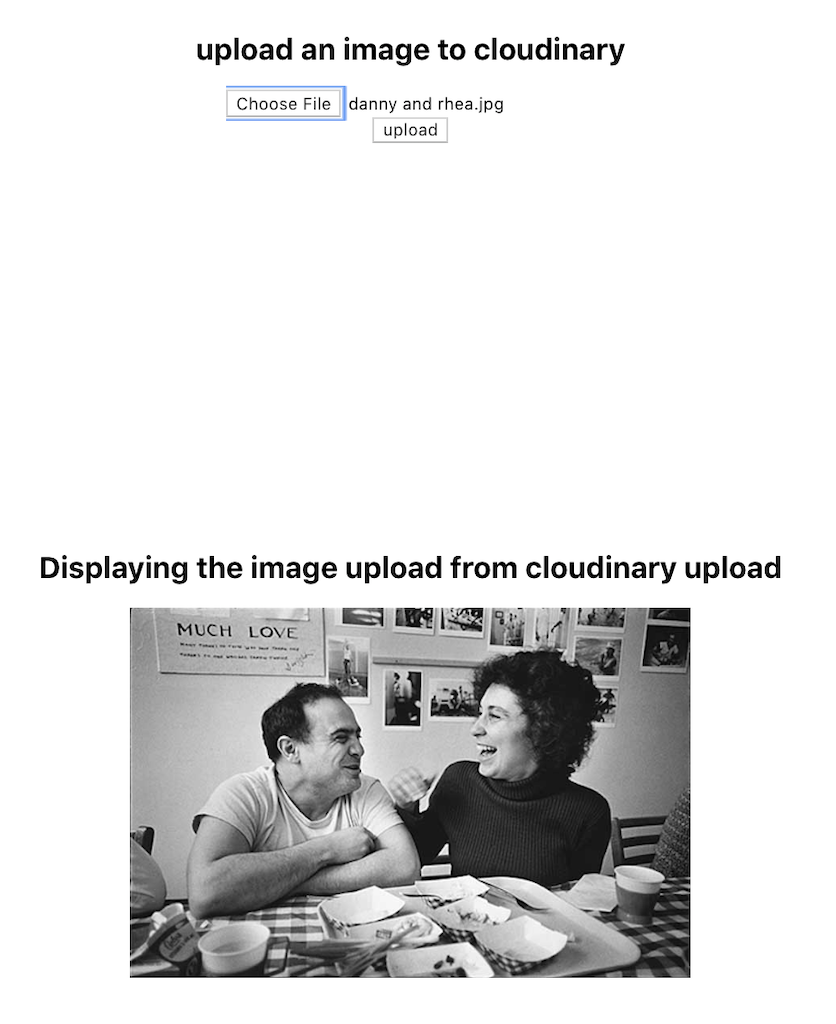 upload an image to cloudinary
Choose File danny and rhea.jpg
upload
Displaying the image upload from cloudinary upload
MUCH LOVE